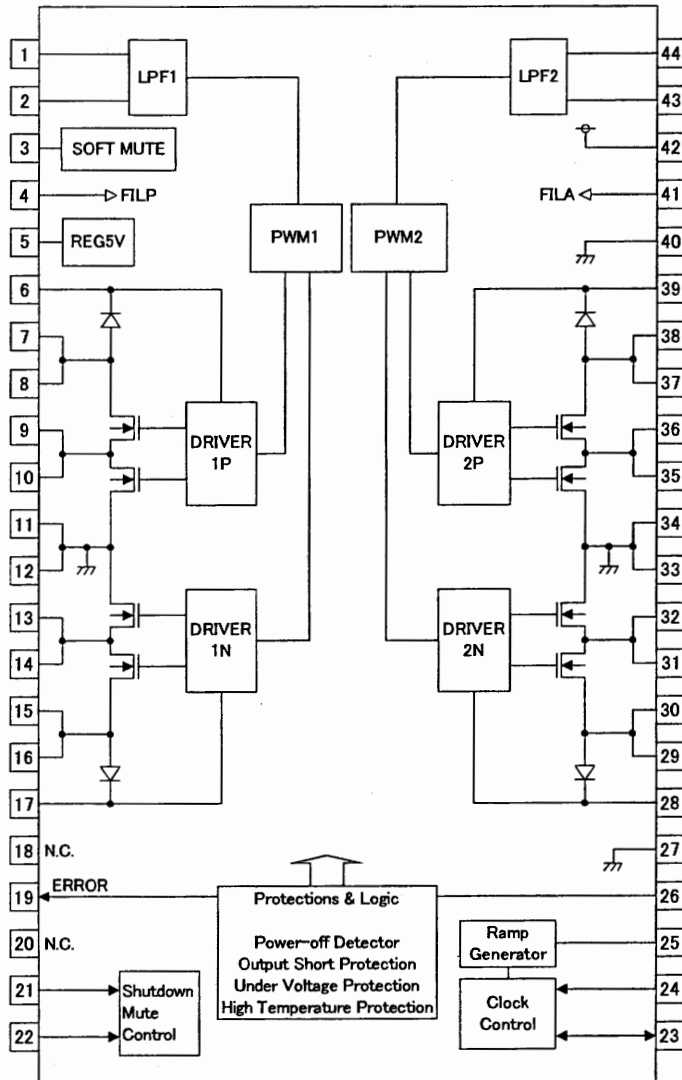 1
LPF1
LPF2
44
2
43
3
SOFT MUTE
42
4
FILP
FILA
41
5
REG5V
PWM1
PWM2
40
6
39
7
38
8
37
9
DRIVER
1P
DRIVER
2P
36
10
35
11
34
12
33
13
DRIVER
1N
DRIVER
2N
32
14
31
15
30
16
29
17
28
18
N.C.
27
19
ERROR
Protections & Logic
26
20
N.C.
Power-off Detector
Output Short Protection
Under Voltage Protection
High Temperature Protection
Ramp
Generator
25
21
Shutdown
Mute
Control
Clock
Control
24
22
23